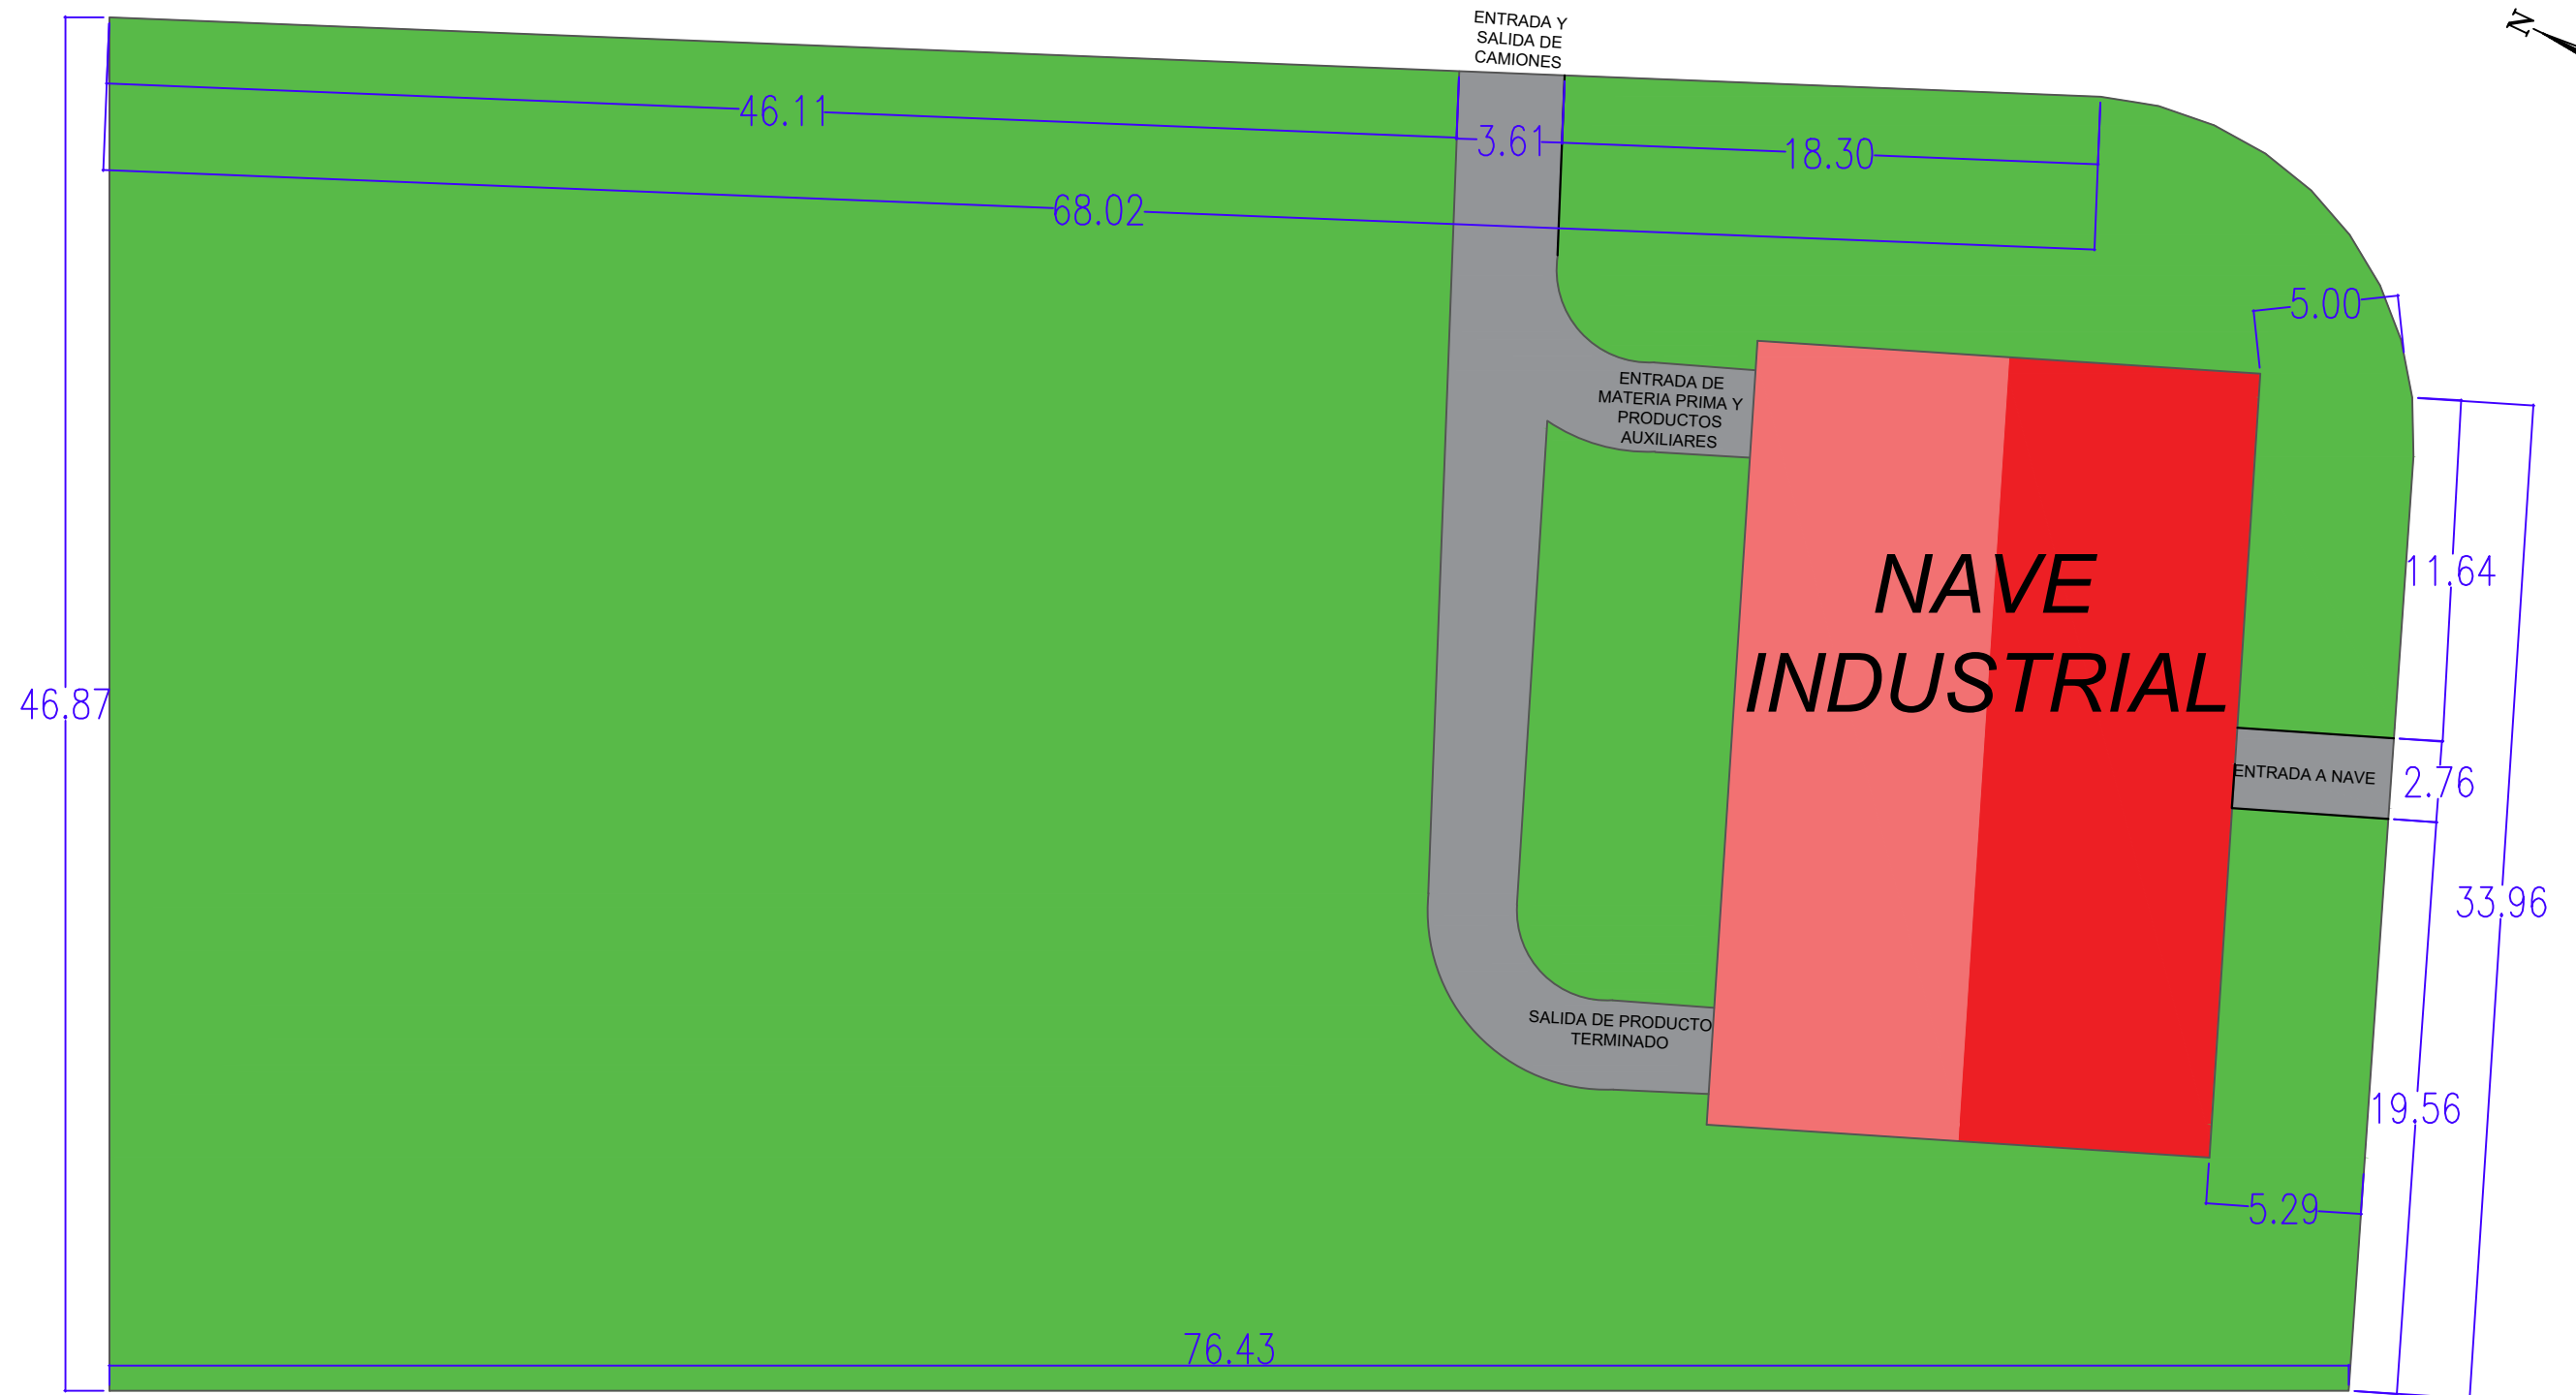 ENTRADA Y
SALIDA DE
CAMIONES
N
46.11
3.61
18.30
68.02
5.00
ENTRADA DE
MATERIA PRIMA Y
PRODUCTOS
AUXILIARES
NAVE
INDUSTRIAL
11.64
46.87
ENTRADA A NAVE
2.76
33.96
SALIDA DE PRODUCTO
TERMINADO
19.56
5.29
76.43